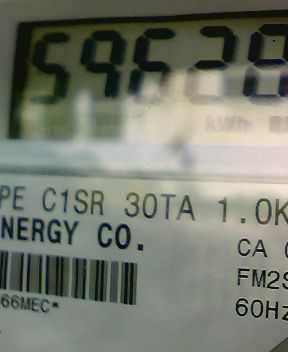 59628
kWh
PE C1SR 30TA 1.0K
NERGY CO.
CA
66MEC*
FM2S
60Hz